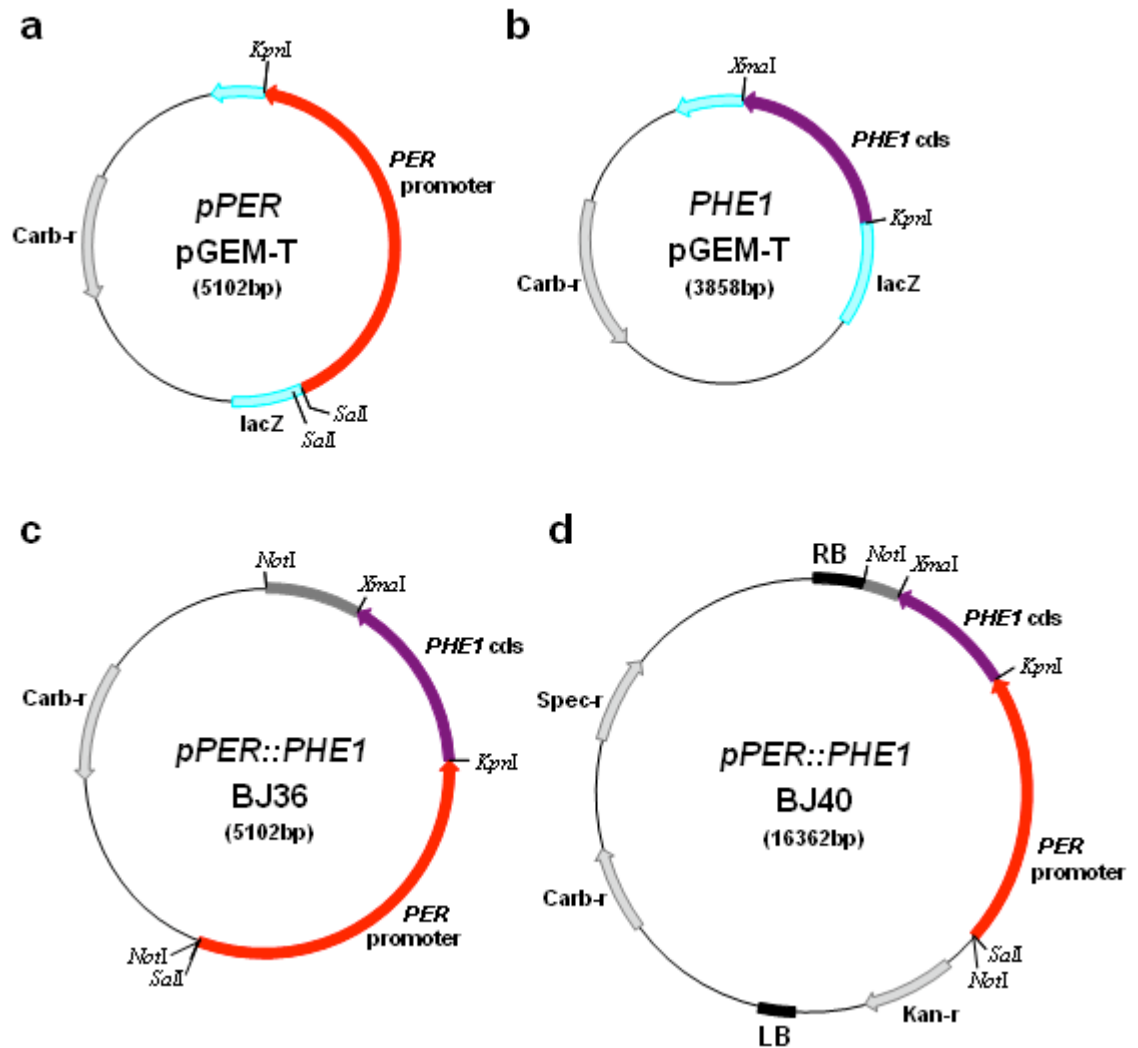 a
KpnI
PER
promoter
Carb-r
pPER
pGEM-T
(5102bp)
SalI
lacZ
SalI
b
XmaI
PHE1 cds
PHE1
pGEM-T
(3858bp)
KpnI
Carb-r
lacZ
c
NotI
XmaI
PHE1 cds
Carb-r
pPER::PHE1
BJ36
(5102bp)
KpnI
PER
promoter
NotI
SalI
d
RB
NotI
XmaI
PHE1 cds
KpnI
Spec-r
pPER::PHE1
BJ40
(16362bp)
PER
promoter
Carb-r
SalI
NotI
Kan-r
LB